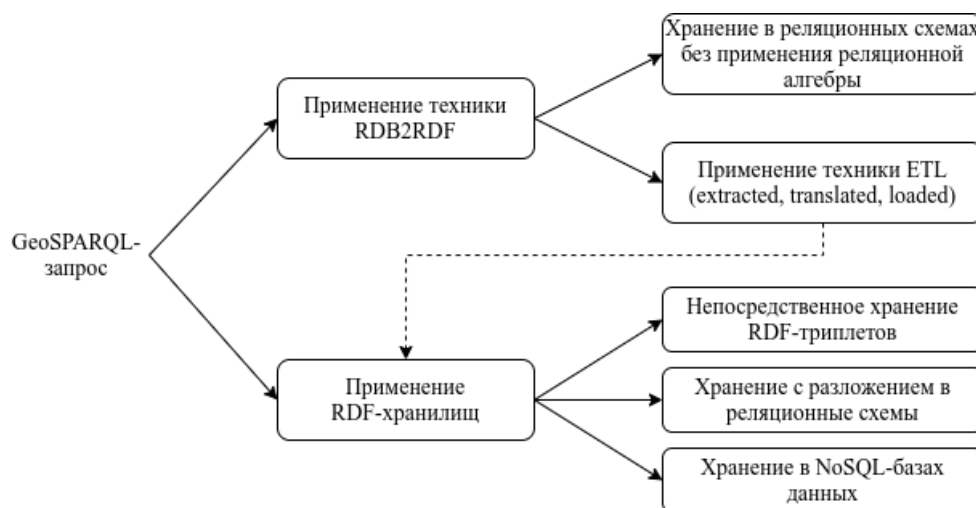 Хранение в реляционных схемах
без применения реляционной
алгебры
Применение техники
RDB2RDF
Применение техники ETL
(extracted, translated, loaded)
GeoSPARQL-
запрос
Непосредственное хранение
RDF-триплетов
Применение
RDF-хранилищ
Хранение с разложением в
реляционные схемы
Хранение в NoSQL-базах
данных